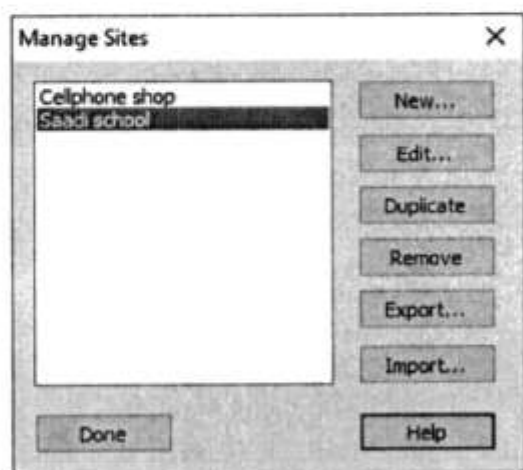 Manage Sites
Cellphone shop
Saadi school
New...
Edit...
Duplicate
Remove
Export...
Import...
Done
Help